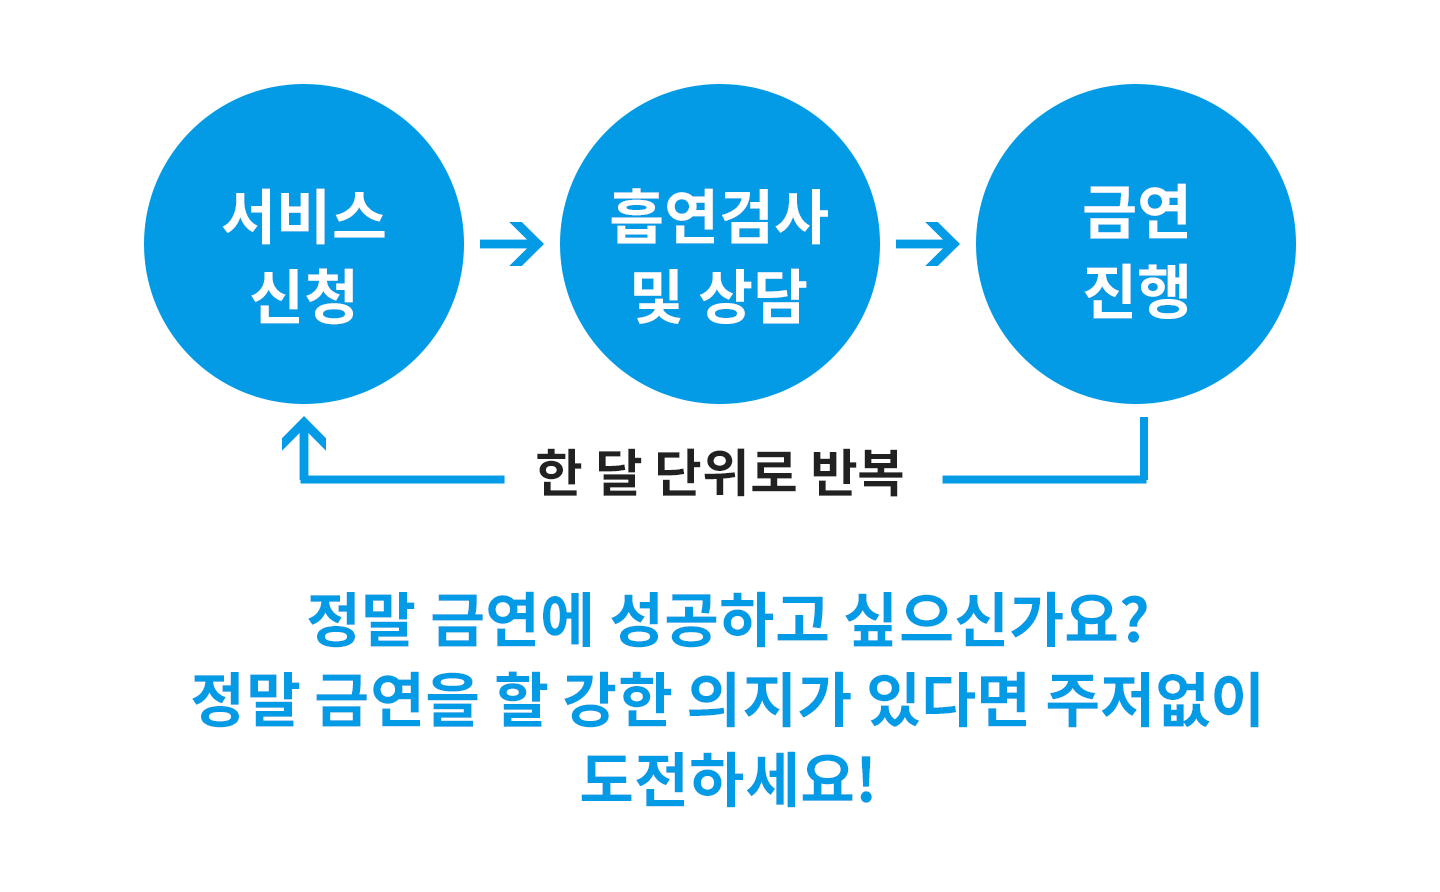 서비스
신청
흡연검사
및 상담
금연
진행
한 달 단위로 반복
정말 금연에 성공하고 싶으신가요?
정말 금연을 할 강한 의지가 있다면 주저없이
도전하세요!